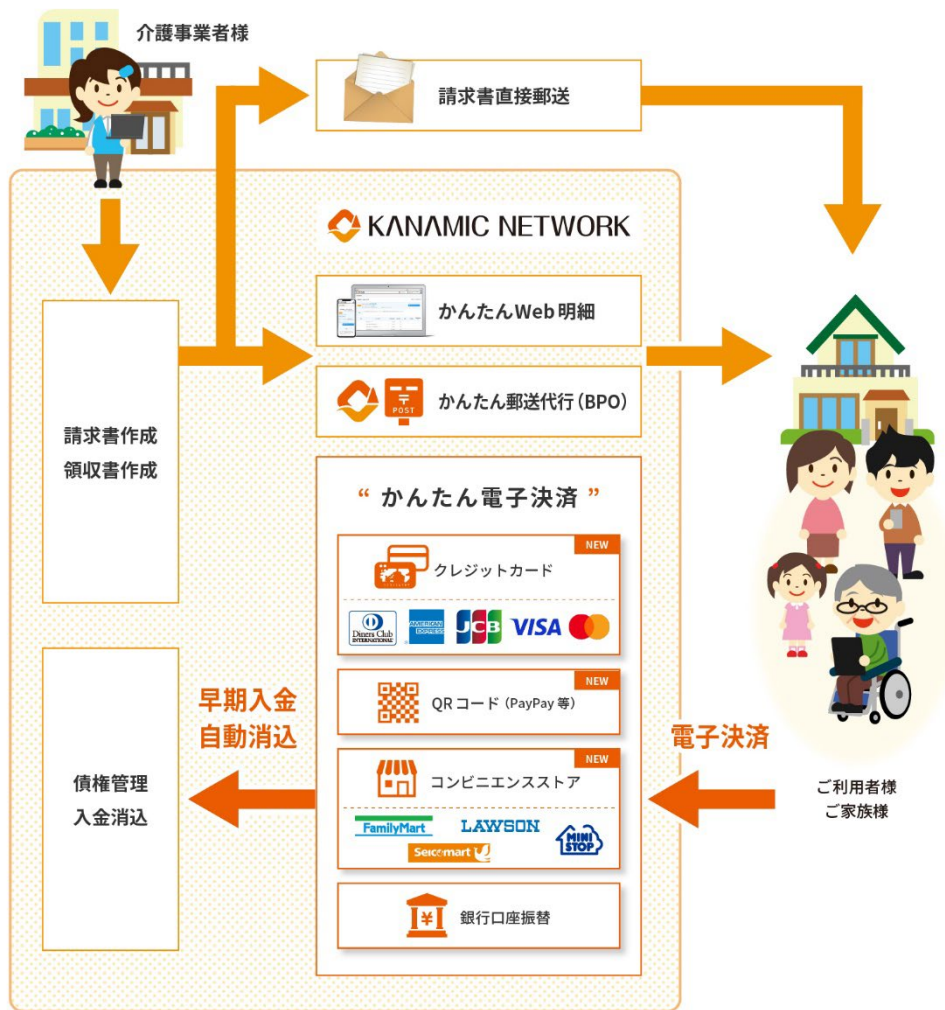 介護事業者様
請求書直接郵送
KANAMIC NETWORK
かんたんWeb明細
POST
かんたん郵送代行（BPO）
請求書作成
領収書作成
“ かんたん電子決済 ”
NEW
クレジットカード
Diners Club
INTERNATIONAL
AMERICAN
EXPRESS
JCB
VISA
NEW
QRコード（PayPay 等）
NEW
コンビニエンスストア
FamilyMart
LAWSON
MINI
STOP
Seicomart
銀行口座振替
早期入金
自動消込
電子決済
債権管理
入金消込
ご利用者様
ご家族様